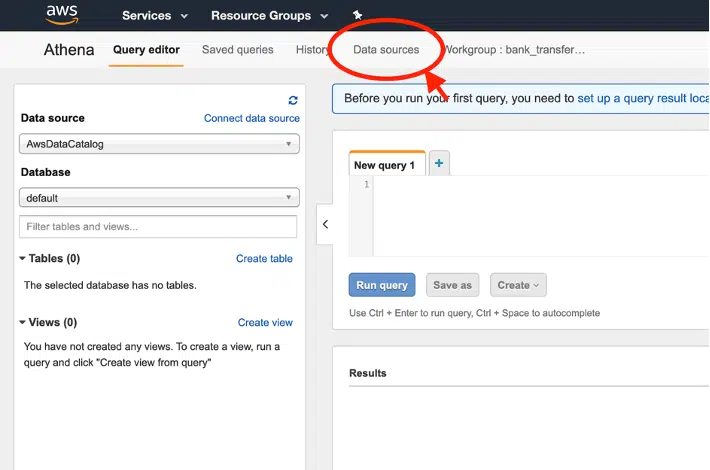 aws Services Resource Groups
Athena Query editor Saved queries History Data sources Workgroup : bank_transfer…
Data source Connect data source
AwsDataCatalog
Database
default
Filter tables and views...
Tables (0) Create table
The selected database has no tables.
Views (0) Create view
You have not created any views. To create a view, run a
query and click "Create view from query"
Before you run your first query, you need to set up a query result loca
New query 1 +
1
Run query Save as Create
Use Ctrl + Enter to run query, Ctrl + Space to autocomplete
Results